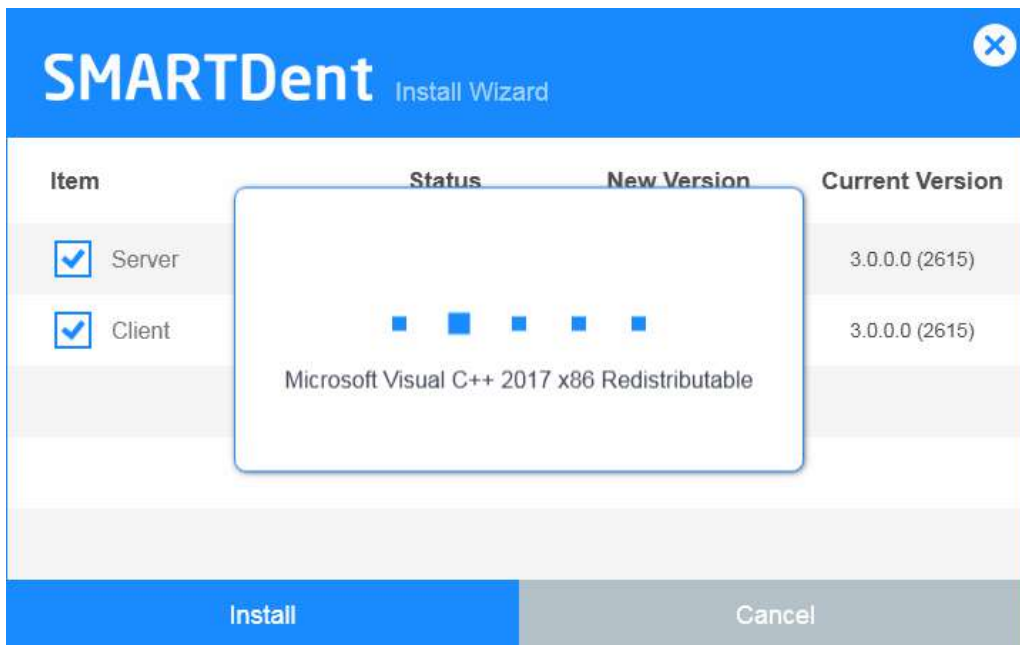 SMARTDent Install Wizard
Item Status New Version Current Version
Server 3.0.0.0 (2615)
Client 3.0.0.0 (2615)
Microsoft Visual C++ 2017 x86 Redistributable
Install Cancel